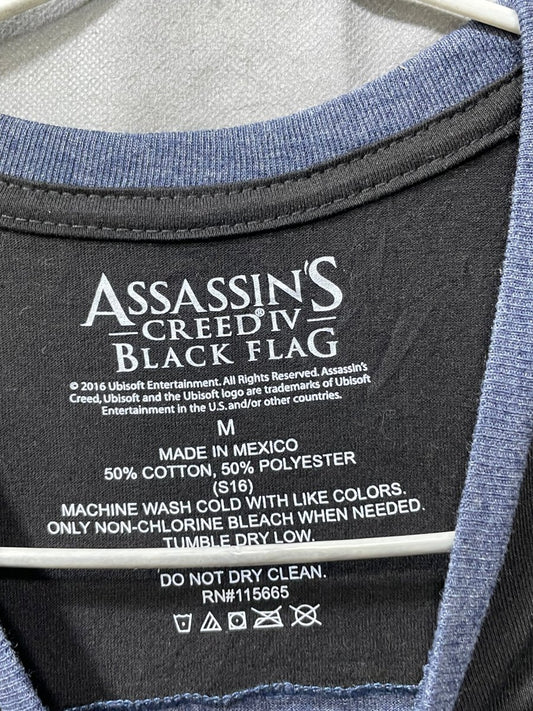 ASSASSIN'S
CREED® IV
BLACK FLAG
© 2016 Ubisoft Entertainment. All Rights Reserved. Assassin's
Creed, Ubisoft and the Ubisoft logo are trademarks of Ubisoft
Entertainment in the U.S. and/or other countries.
M
MADE IN MEXICO
50% COTTON, 50% POLYESTER
(S16)
MACHINE WASH COLD WITH LIKE COLORS.
ONLY NON-CHLORINE BLEACH WHEN NEEDED.
TUMBLE DRY LOW.
DO NOT DRY CLEAN.
RN#115665